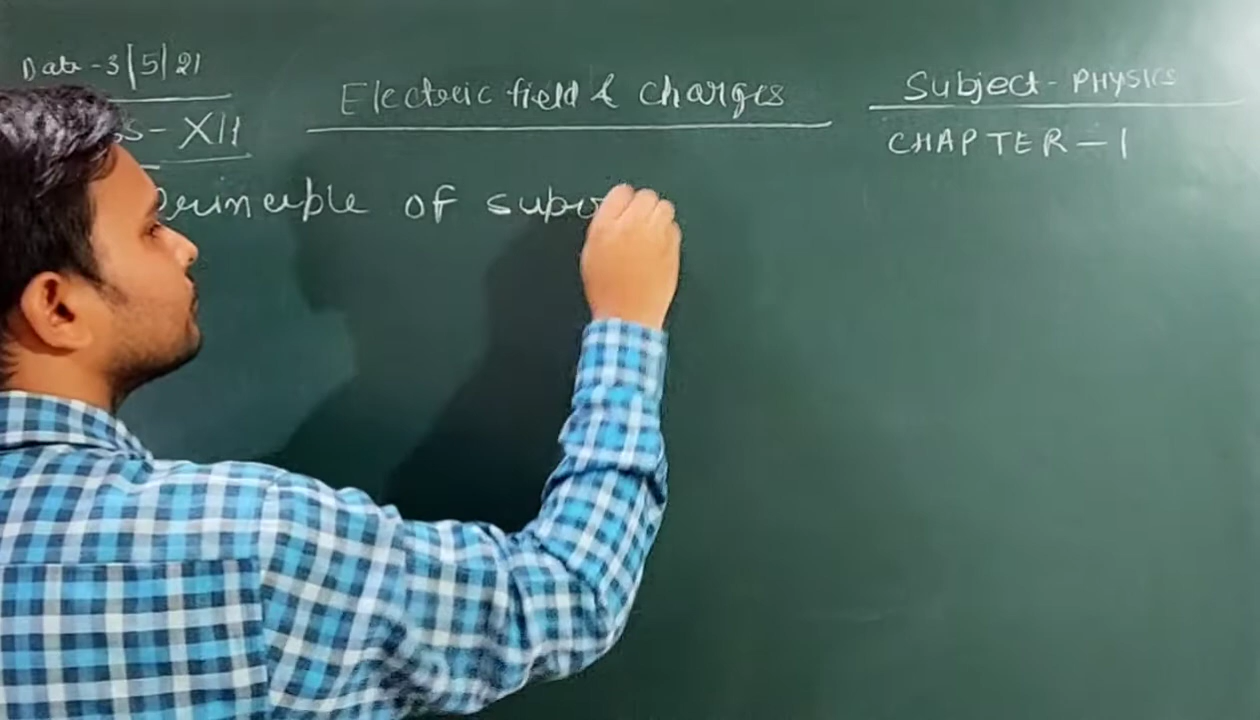 Date - 3/5/21
Electric field & charges
Subject - PHYSICS
- XII
CHAPTER - 1
principle of supe